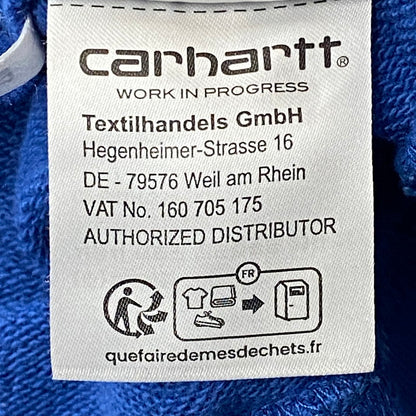 carhartt®
WORK IN PROGRESS
Textilhandels GmbH
Hegenheimer-Strasse 16
DE - 79576 Weil am Rhein
VAT No. 160 705 175
AUTHORIZED DISTRIBUTOR
FR
quefairedemesdechets.fr